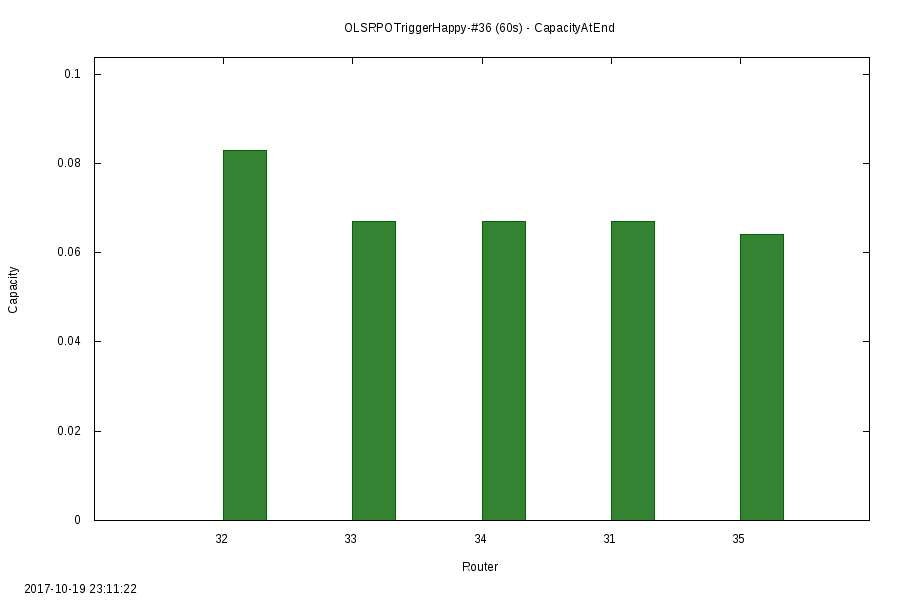 OLSRPOTriggerHappy-#36 (60s) - CapacityAtEnd
0.1
0.08
0.06
0.04
0.02
0
Capacity
32 33 34 31 35
Router
2017-10-19 23:11:22